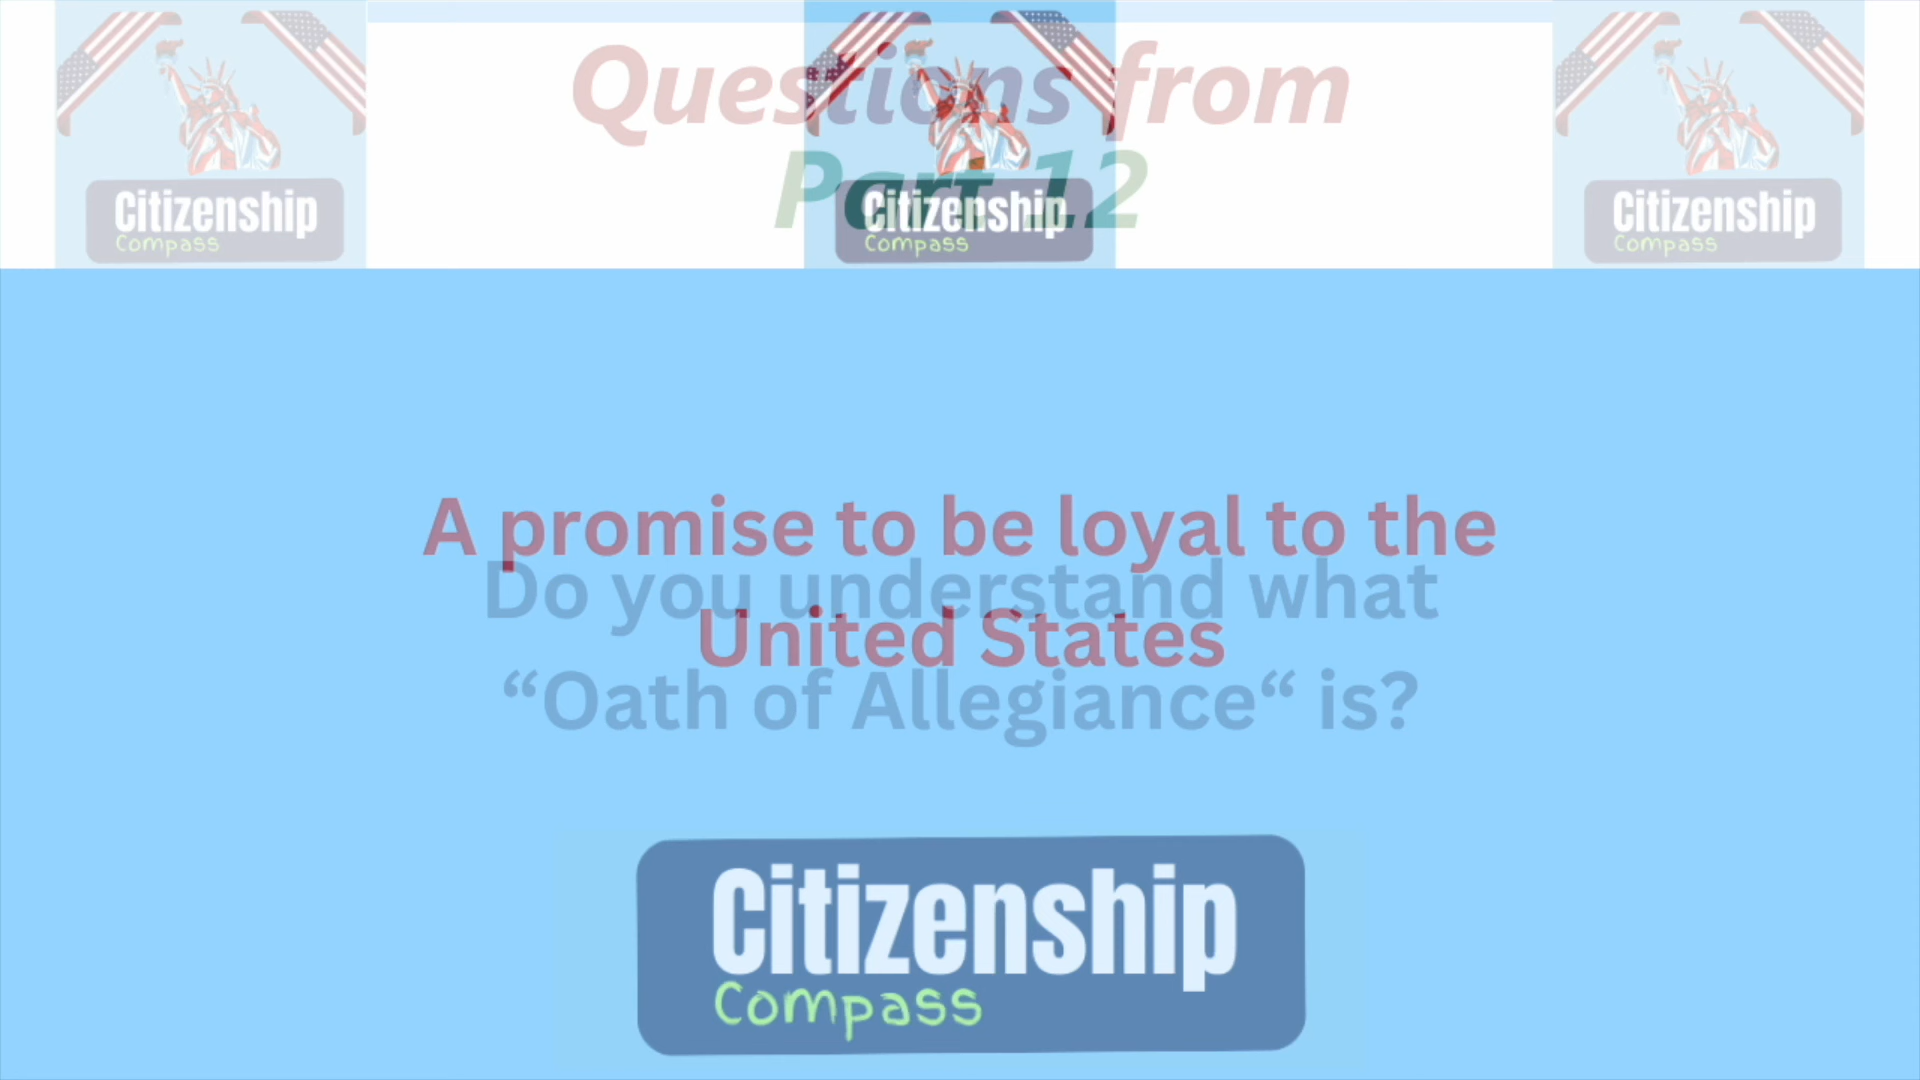 Questions from
Part 12
Citizenship
Compass
Citizenship
Compass
Citizenship
Compass
A promise to be loyal to the
United States
Do you understand what
“Oath of Allegiance“ is?
Citizenship
Compass